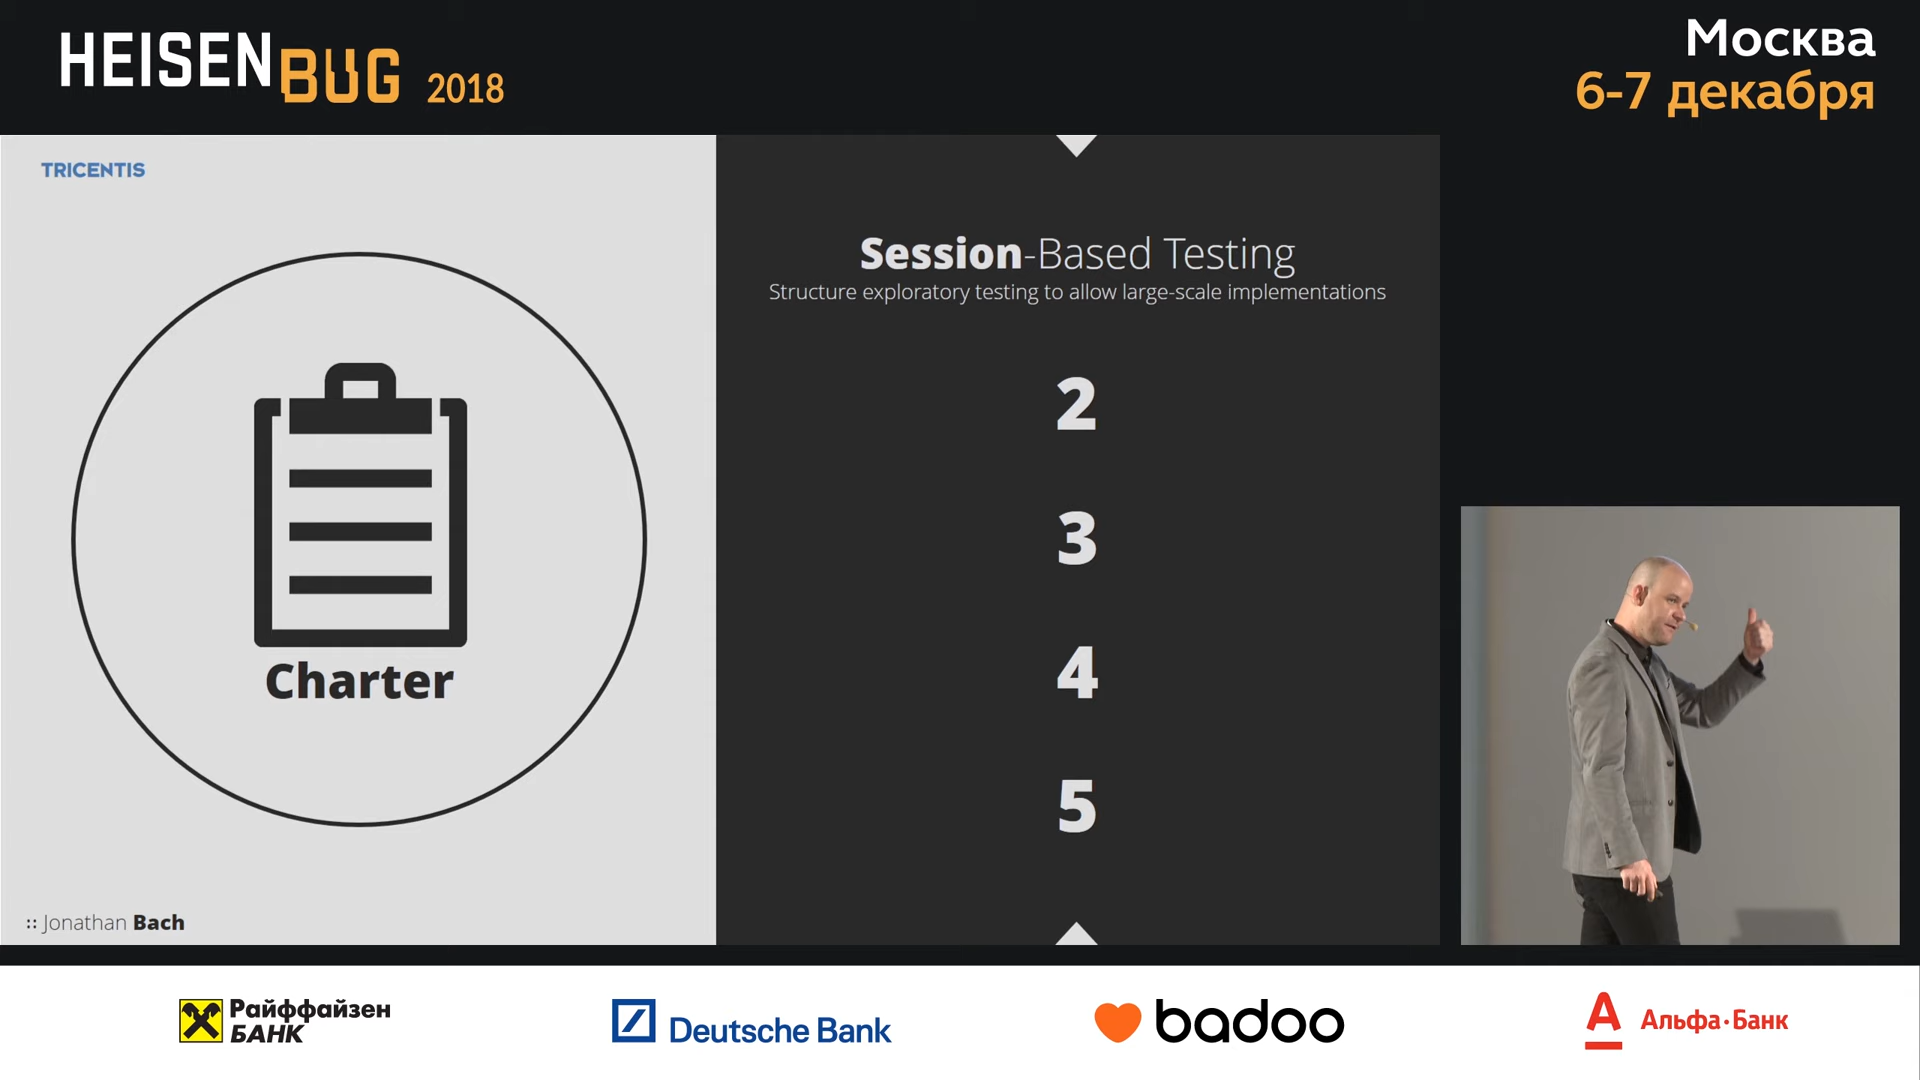 HEISENBUG 2018
Москва
6-7 декабря
TRICENTIS
Charter
:: Jonathan Bach
Session-Based Testing
Structure exploratory testing to allow large-scale implementations
2
3
4
5
Райффайзен
БАНК
Deutsche Bank
badoo
А
Альфа·Банк